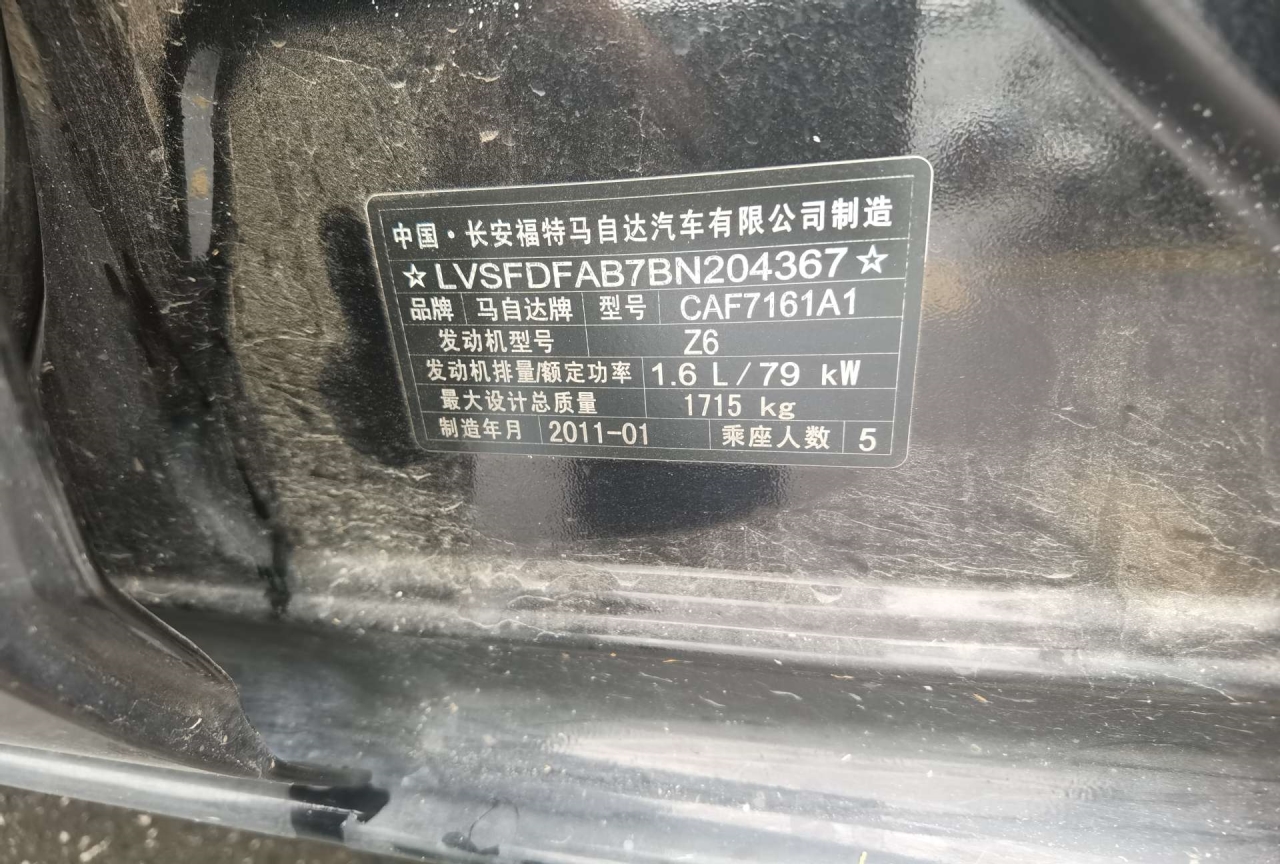 中国·长安福特马自达汽车有限公司制造
☆LVSFDFAB7BN204367☆
品牌 马自达牌 型号 CAF7161A1
发动机型号 Z6
发动机排量/额定功率 1.6 L/79 kW
最大设计总质量 1715 kg
制造年月 2011-01 乘座人数 5